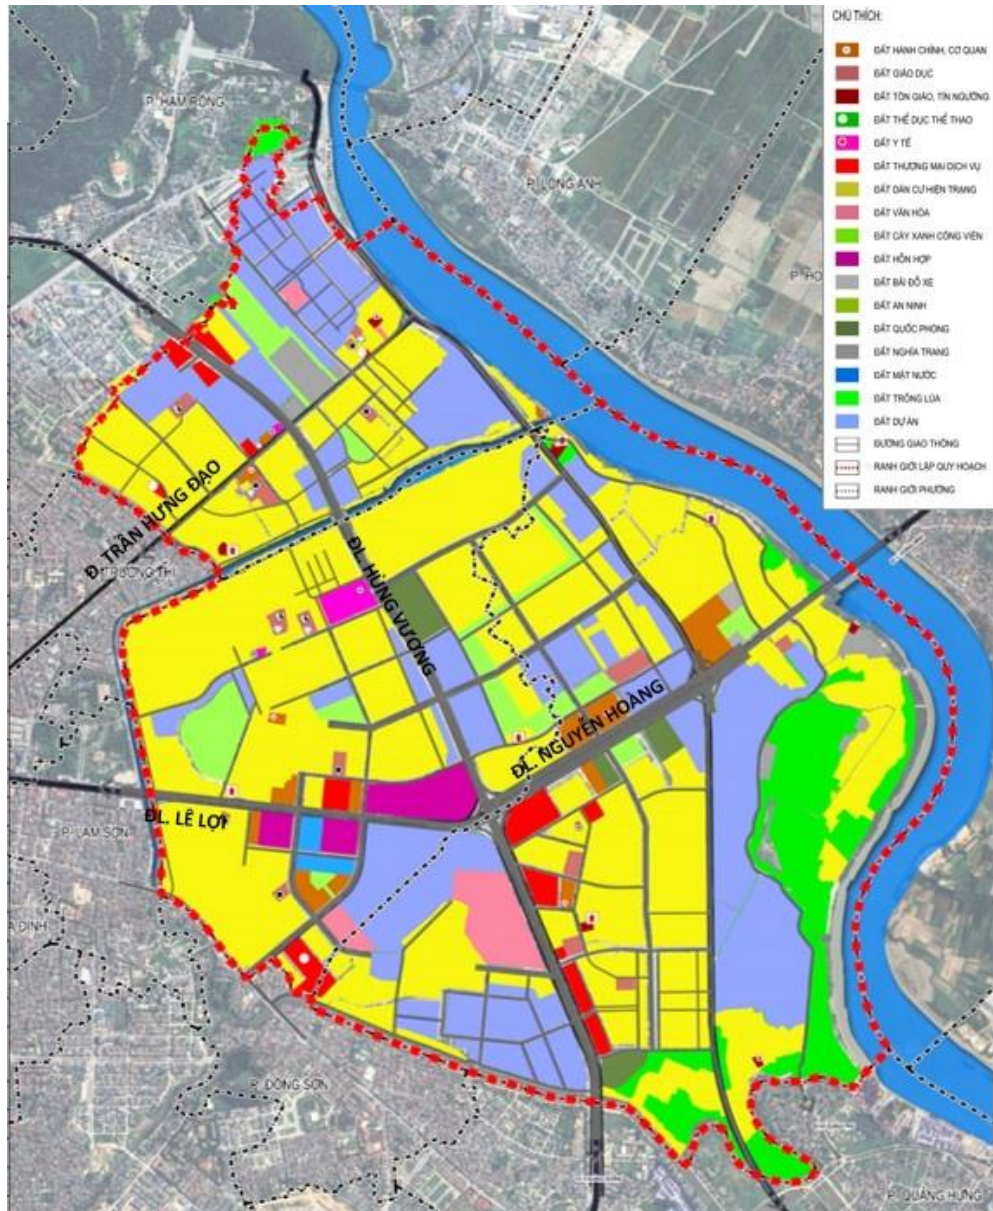 CHÚ THÍCH:
ĐẤT HÀNH CHÍNH, CƠ QUAN
ĐẤT GIÁO DỤC
ĐẤT TÔN GIÁO, TÍN NGƯỠNG
ĐẤT THỂ DỤC THỂ THAO
ĐẤT Y TẾ
ĐẤT THƯƠNG MẠI DỊCH VỤ
ĐẤT DÂN CƯ HIỆN TRẠNG
ĐẤT VĂN HÓA
ĐẤT CÂY XANH CÔNG VIÊN
ĐẤT HỖN HỢP
ĐẤT BÃI ĐỖ XE
ĐẤT AN NINH
ĐẤT QUỐC PHÒNG
ĐẤT NGHĨA TRANG
ĐẤT MẶT NƯỚC
ĐẤT TRỒNG LÚA
ĐẤT DỰ ÁN
ĐƯỜNG GIAO THÔNG
RANH GIỚI LẬP QUY HOẠCH
RANH GIỚI PHƯỜNG
P. HÀM RỒNG
P. LONG ANH
P. HO
Đ. TRẦN HƯNG ĐẠO
TRƯỜNG THI
ĐL. HÙNG VƯƠNG
ĐL. NGUYỄN HOÀNG
ĐL. LÊ LỢI
P. LAM SƠN
A ĐÌNH
P. ĐÔNG SƠN
P. QUẢNG HƯNG